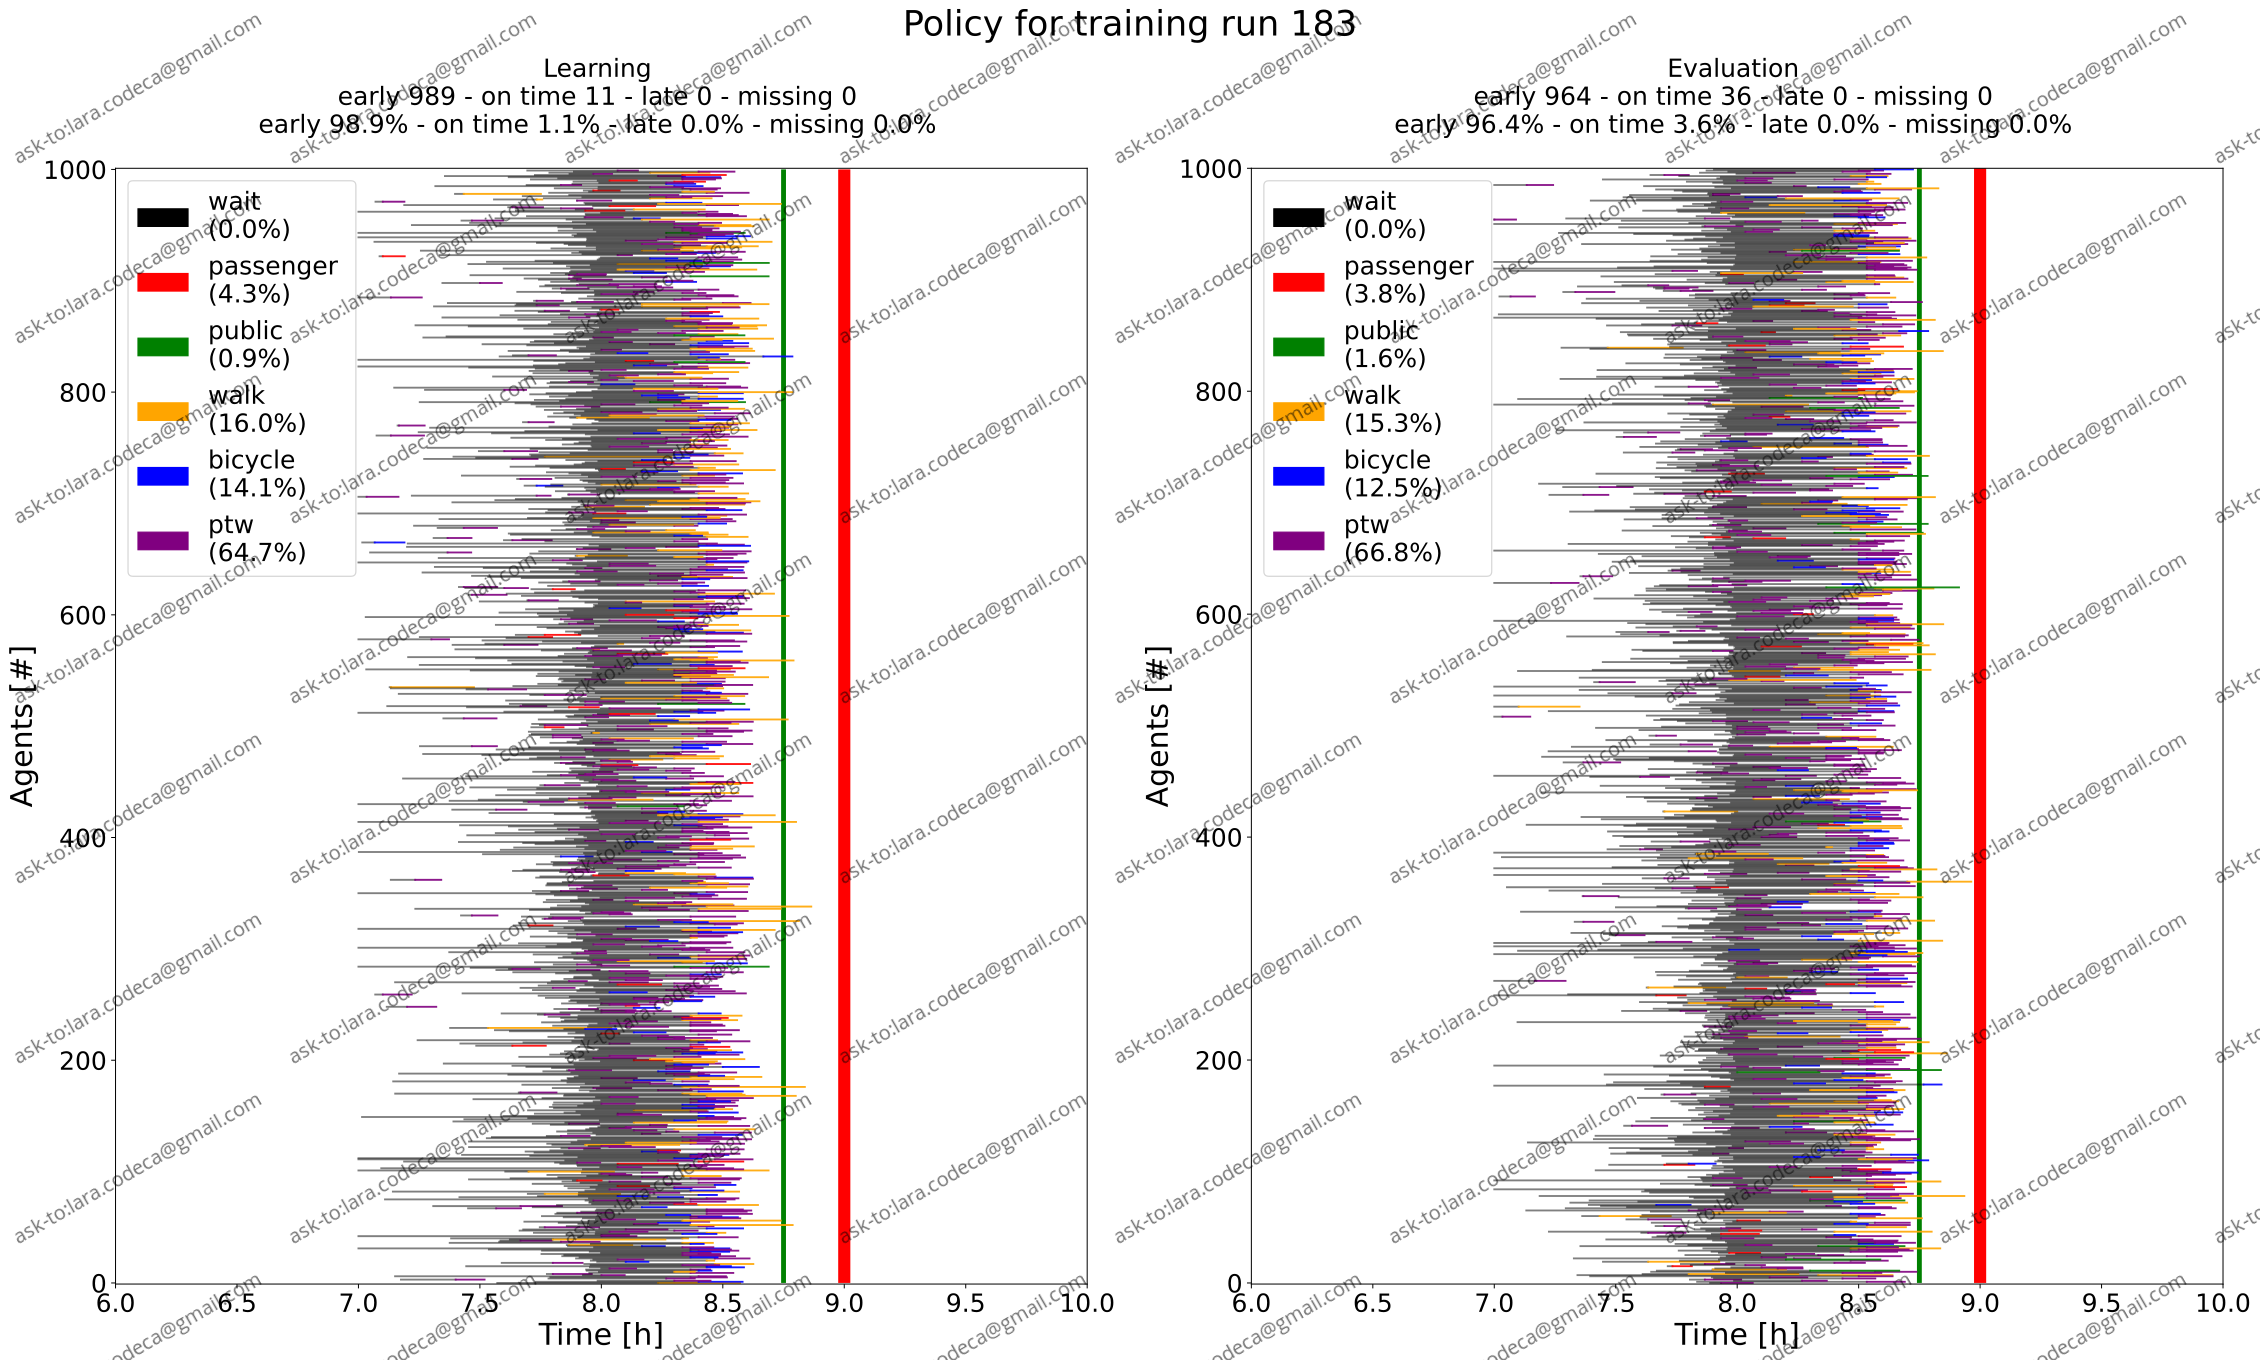 Policy for training run 183
Learning
early 989 - on time 11 - late 0 - missing 0
early 98.9% - on time 1.1% - late 0.0% - missing 0.0%
Agents [#]
1000
800
600
400
200
0
wait
(0.0%)
passenger
(4.3%)
public
(0.9%)
walk
(16.0%)
bicycle
(14.1%)
ptw
(64.7%)
6.0 6.5 7.0 7.5 8.0 8.5 9.0 9.5 10.0
Time [h]
Evaluation
early 964 - on time 36 - late 0 - missing 0
early 96.4% - on time 3.6% - late 0.0% - missing 0.0%
Agents [#]
1000
800
600
400
200
0
wait
(0.0%)
passenger
(3.8%)
public
(1.6%)
walk
(15.3%)
bicycle
(12.5%)
ptw
(66.8%)
6.0 6.5 7.0 7.5 8.0 8.5 9.0 9.5 10.0
Time [h]
ask-to:lara.codeca@gmail.com